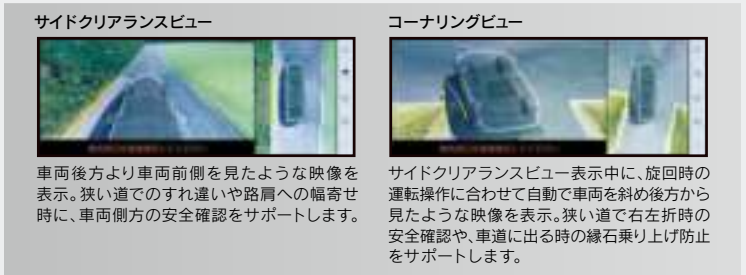 サイドクリアランスビュー
車両後方より車両前側を見たような映像を
表示。狭い道でのすれ違いや路肩への幅寄せ
時に、車両側方の安全確認をサポートします。
コーナリングビュー
サイドクリアランスビュー表示中に、旋回時の
運転操作に合わせて自動で車両を斜め後方から
見たような映像を表示。狭い道で右左折時の
安全確認や、車道に出る時の縁石乗り上げ防止
をサポートします。